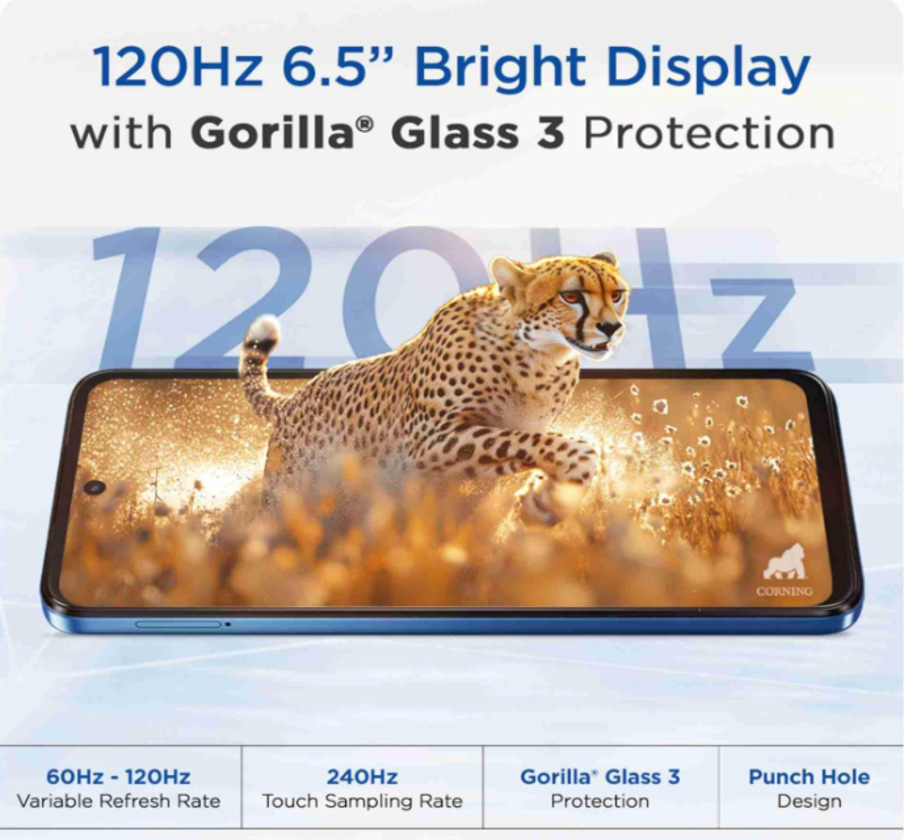 120Hz 6.5” Bright Display
with Gorilla® Glass 3 Protection
120Hz
CORNING
60Hz - 120Hz
Variable Refresh Rate
240Hz
Touch Sampling Rate
Gorilla® Glass 3
Protection
Punch Hole
Design